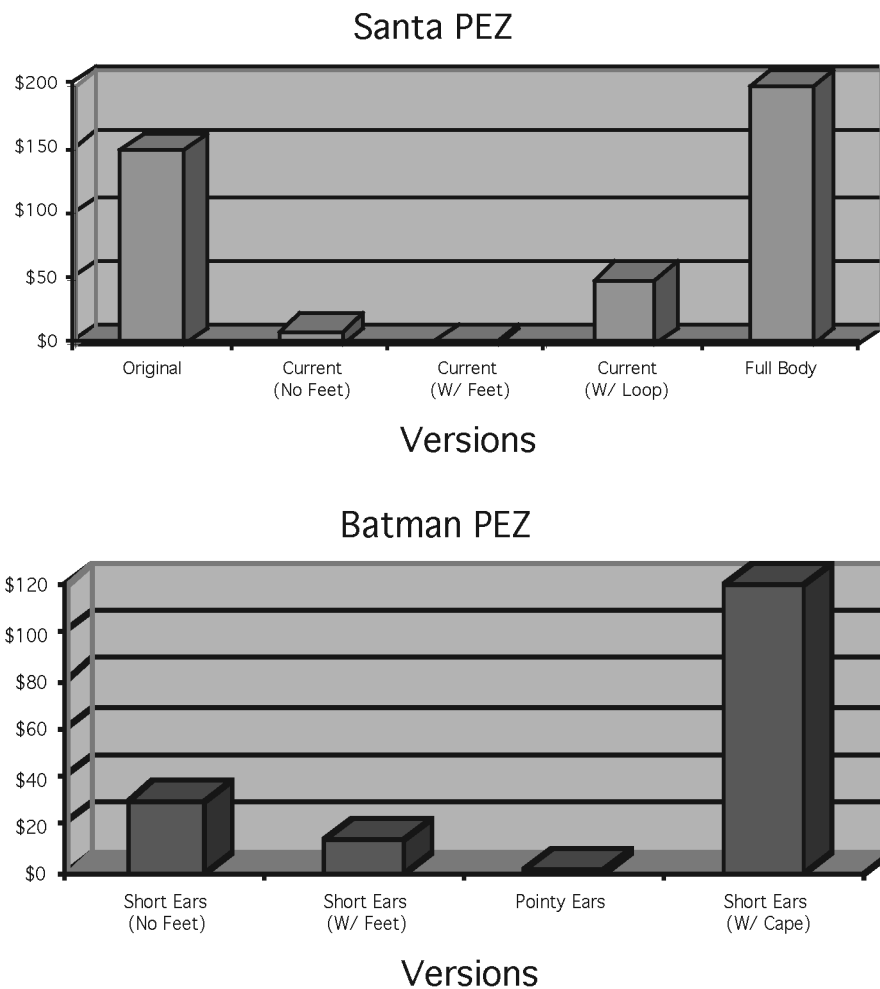 Santa PEZ
$200
$150
$100
$50
$0
Original
Current
(No Feet)
Current
(W/ Feet)
Current
(W/ Loop)
Full Body
Versions
Batman PEZ
$120
$100
$80
$60
$40
$20
$0
Short Ears
(No Feet)
Short Ears
(W/ Feet)
Pointy Ears
Short Ears
(W/ Cape)
Versions